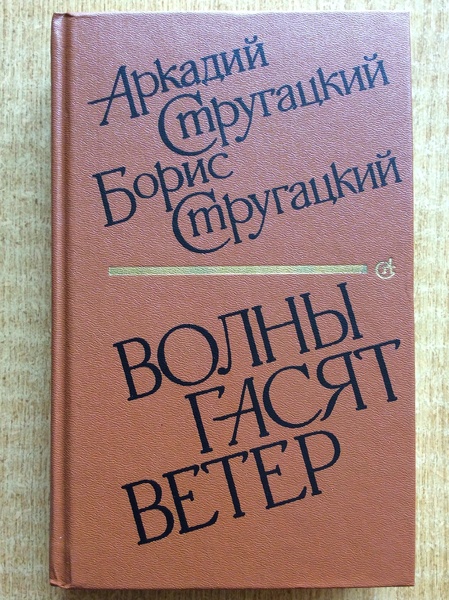 Аркадий
Стругацкий
Борис
Стругацкий
ВОЛНЫ
ГАСЯТ
ВЕТЕР